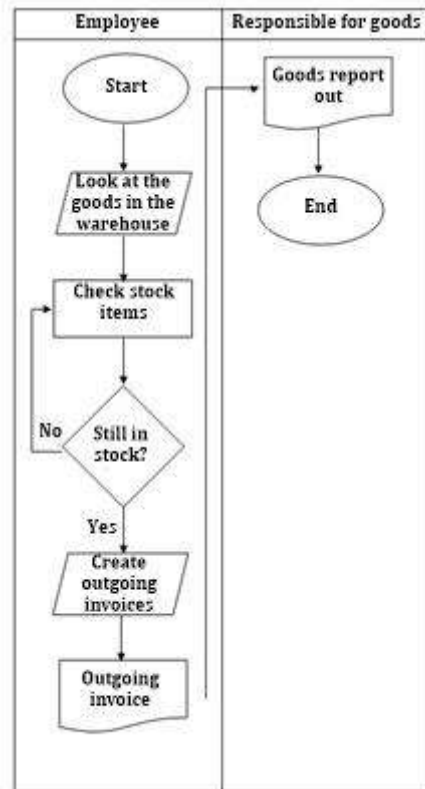 Employee
Responsible for goods
Start
Look at the
goods in the
warehouse
Check stock
items
No
Still in
stock?
Yes
Create
outgoing
invoices
Outgoing
invoice
Goods report
out
End